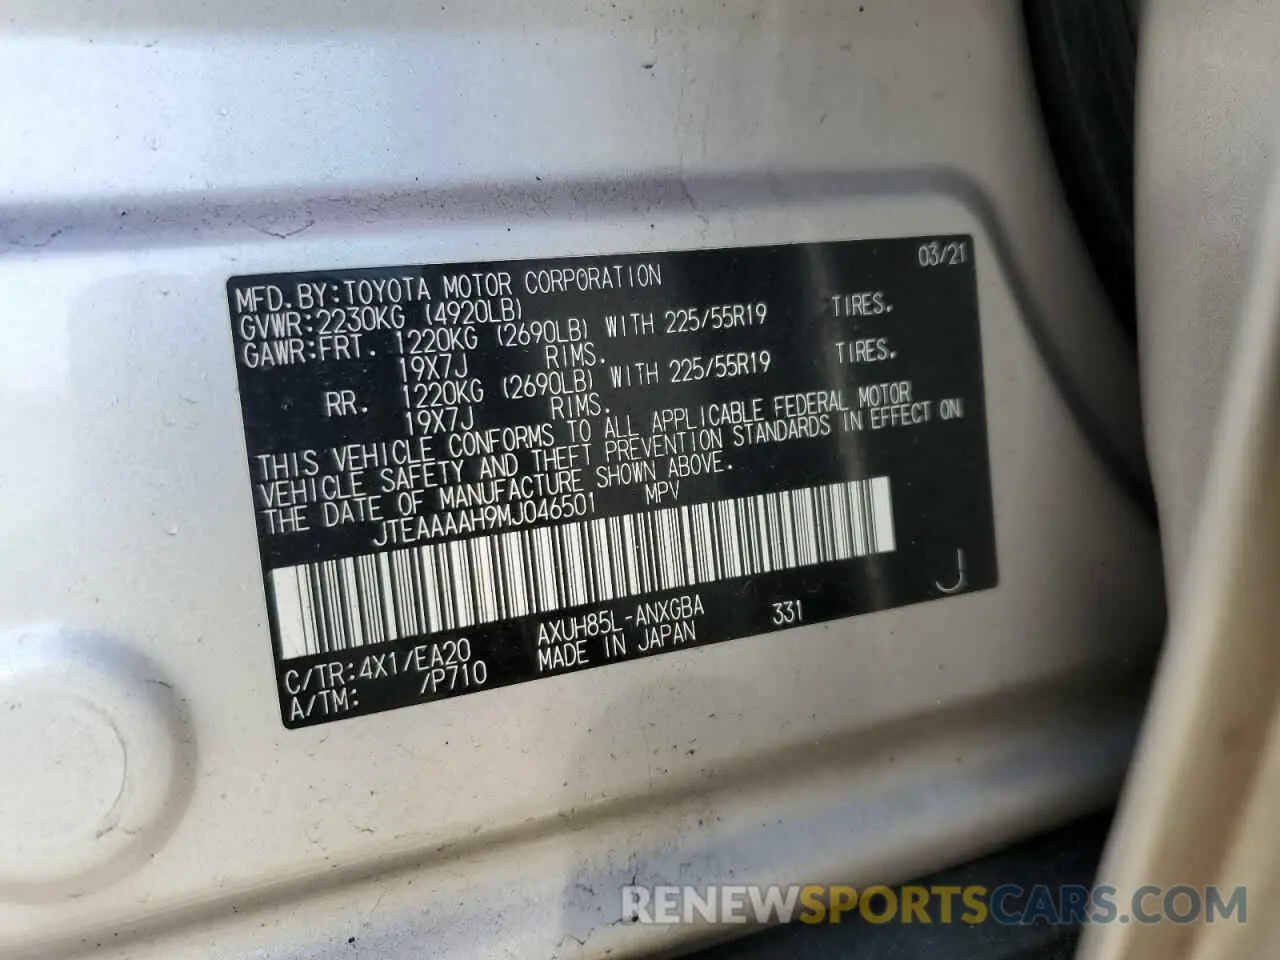 03/21
MFD.BY:TOYOTA MOTOR CORPORATION
GVWR:2230KG (4920LB)
GAWR:FRT. 1220KG (2690LB) WITH 225/55R19 TIRES.
19X7J RIMS.
RR. 1220KG (2690LB) WITH 225/55R19 TIRES.
19X7J RIMS.
THIS VEHICLE CONFORMS TO ALL APPLICABLE FEDERAL MOTOR
VEHICLE SAFETY AND THEFT PREVENTION STANDARDS IN EFFECT ON
THE DATE OF MANUFACTURE SHOWN ABOVE.
JTEAAAAH9MJ046501 MPV
C/TR:4X1/EA20 AXUH85L-ANXGBA 331 J
A/TM: /P710 MADE IN JAPAN
RENEWSPORTSCARS.COM